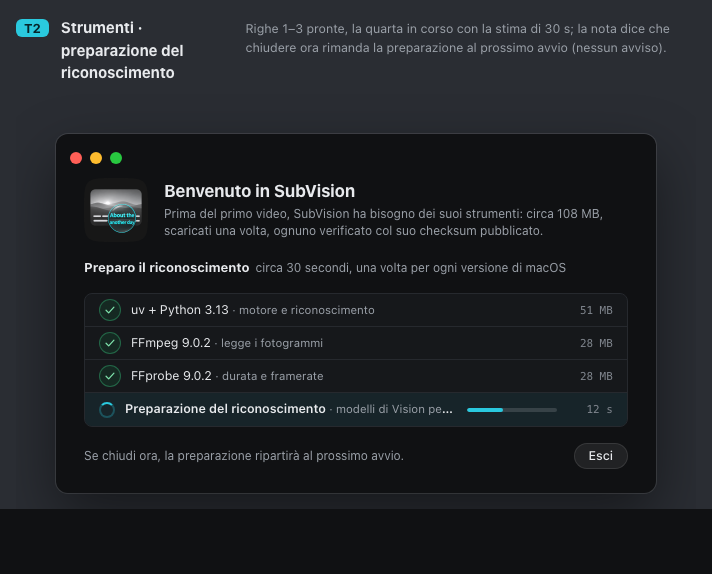 T2
Strumenti ·
preparazione del
riconoscimento
Righe 1–3 pronte, la quarta in corso con la stima di 30 s; la nota dice che
chiudere ora rimanda la preparazione al prossimo avvio (nessun avviso).
About the
another day
Benvenuto in SubVision
Prima del primo video, SubVision ha bisogno dei suoi strumenti: circa 108 MB,
scaricati una volta, ognuno verificato col suo checksum pubblicato.
Preparo il riconoscimento circa 30 secondi, una volta per ogni versione di macOS
uv + Python 3.13 · motore e riconoscimento 51 MB
FFmpeg 9.0.2 · legge i fotogrammi 28 MB
FFprobe 9.0.2 · durata e framerate 28 MB
Preparazione del riconoscimento · modelli di Vision pe... 12 s
Se chiudi ora, la preparazione ripartirà al prossimo avvio.
Esci